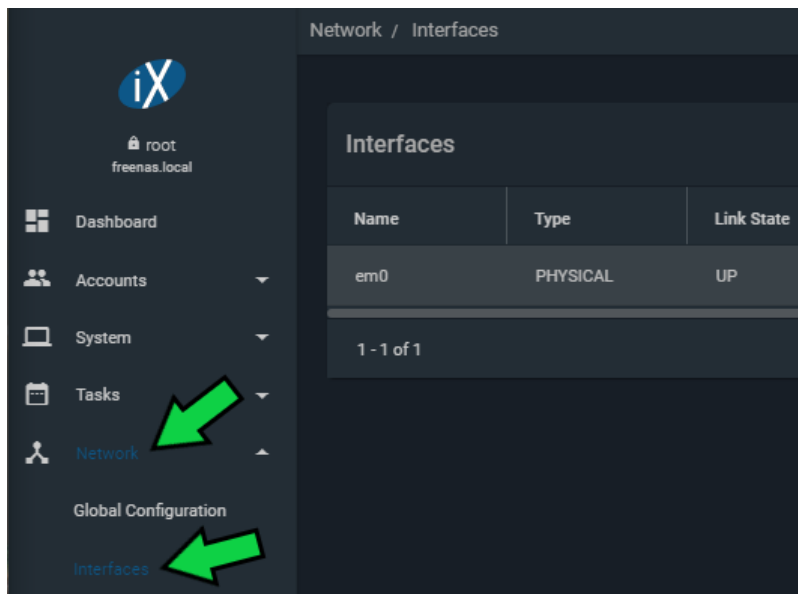 Network / Interfaces
iX
root
freenas.local
Interfaces
Dashboard
Name Type Link State
Accounts
em0 PHYSICAL UP
System
1 - 1 of 1
Tasks
Network
Global Configuration
Interfaces